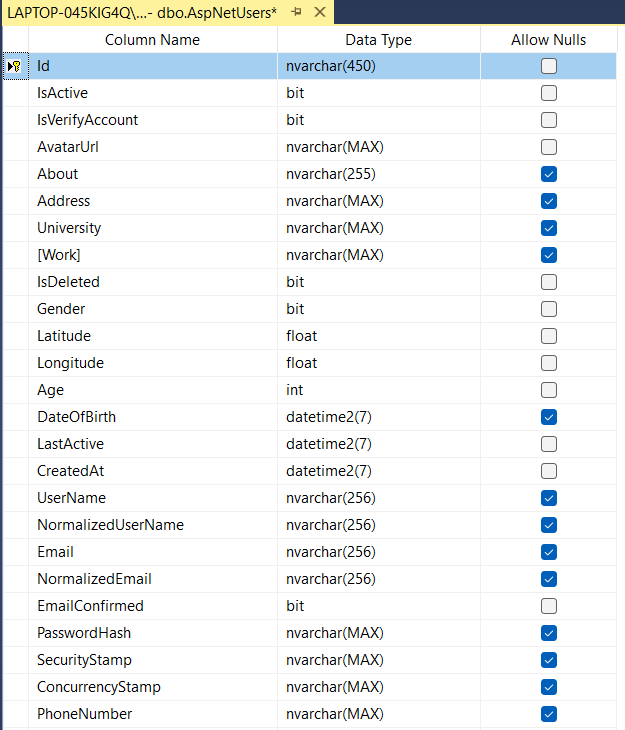 LAPTOP-045KIG4Q\...- dbo.AspNetUsers*
Column Name Data Type Allow Nulls
Id nvarchar(450)
IsActive bit
IsVerifyAccount bit
AvatarUrl nvarchar(MAX)
About nvarchar(255)
Address nvarchar(MAX)
University nvarchar(MAX)
[Work] nvarchar(MAX)
IsDeleted bit
Gender bit
Latitude float
Longitude float
Age int
DateOfBirth datetime2(7)
LastActive datetime2(7)
CreatedAt datetime2(7)
UserName nvarchar(256)
NormalizedUserName nvarchar(256)
Email nvarchar(256)
NormalizedEmail nvarchar(256)
EmailConfirmed bit
PasswordHash nvarchar(MAX)
SecurityStamp nvarchar(MAX)
ConcurrencyStamp nvarchar(MAX)
PhoneNumber nvarchar(MAX)